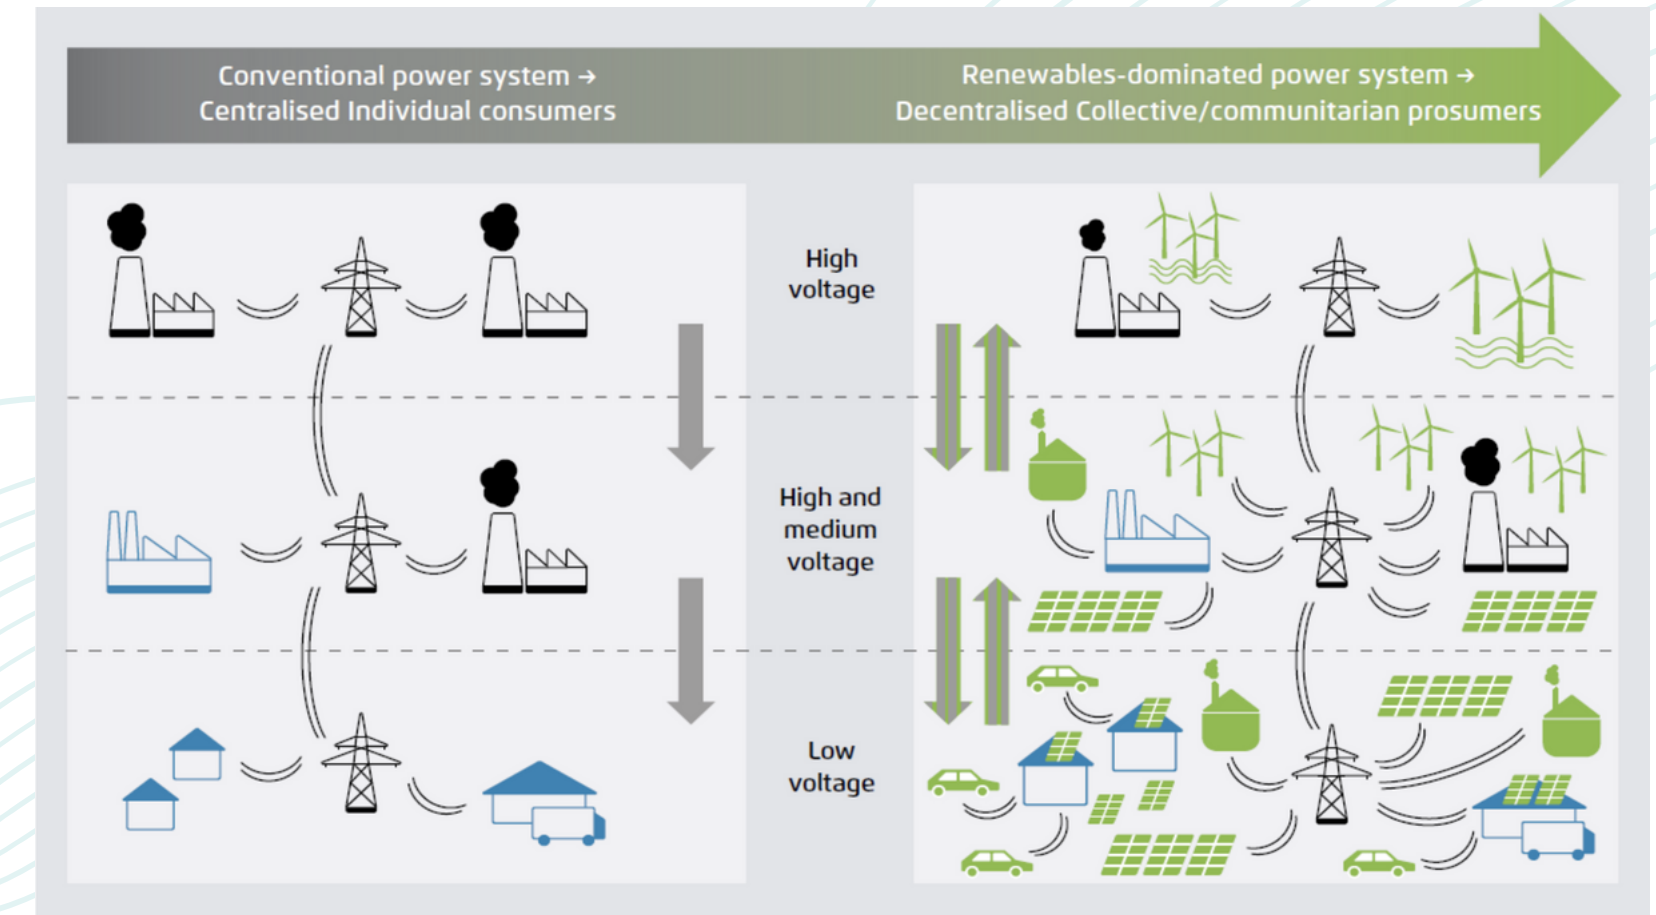 Conventional power system →
Centralised Individual consumers
Renewables-dominated power system →
Decentralised Collective/communitarian prosumers
High
voltage
High and
medium
voltage
Low
voltage